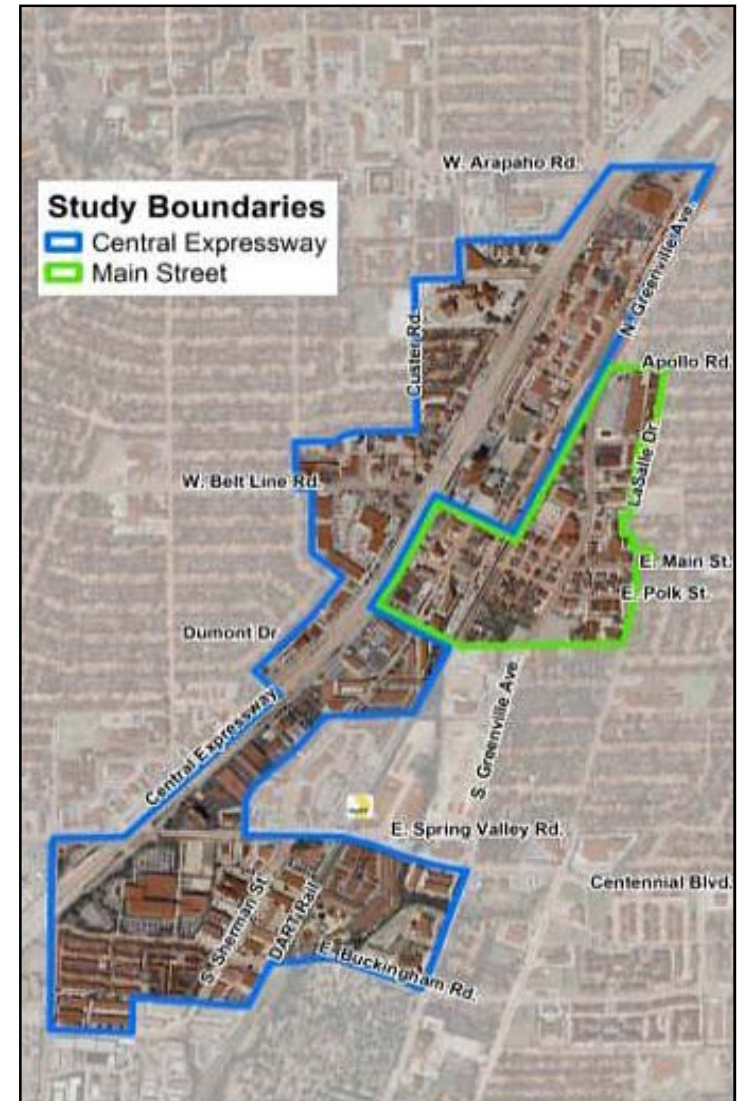 W. Arapaho Rd.
Study Boundaries
Central Expressway
Main Street
N. Greenville Ave.
Custer Rd.
Apollo Rd.
LaSalle Dr.
W. Belt Line Rd.
E. Main St.
E. Polk St.
Dumont Dr.
S. Greenville Ave.
Central Expressway
E. Spring Valley Rd.
Centennial Blvd.
S. Sherman St.
DART Rail
E. Buckingham Rd.